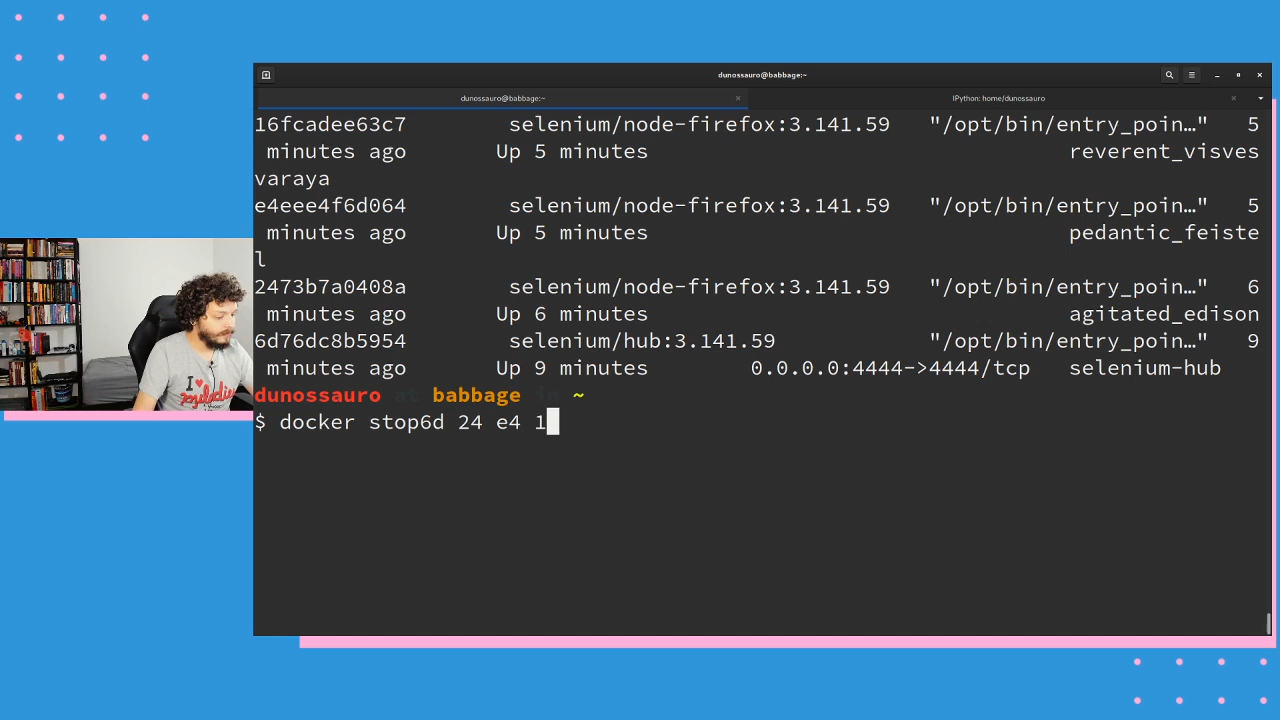 dunossauro@babbage:~
dunossauro@babbage:~ IPython: home/dunossauro
16fcadee63c7 selenium/node-firefox:3.141.59 "/opt/bin/entry_poin…" 5
minutes ago Up 5 minutes reverent_visves
varaya
e4eee4f6d064 selenium/node-firefox:3.141.59 "/opt/bin/entry_poin…" 5
minutes ago Up 5 minutes pedantic_feiste
l
2473b7a0408a selenium/node-firefox:3.141.59 "/opt/bin/entry_poin…" 6
minutes ago Up 6 minutes agitated_edison
6d76dc8b5954 selenium/hub:3.141.59 "/opt/bin/entry_poin…" 9
minutes ago Up 9 minutes 0.0.0.0:4444->4444/tcp selenium-hub
dunossauro at babbage in ~
$ docker stop6d 24 e4 1
I